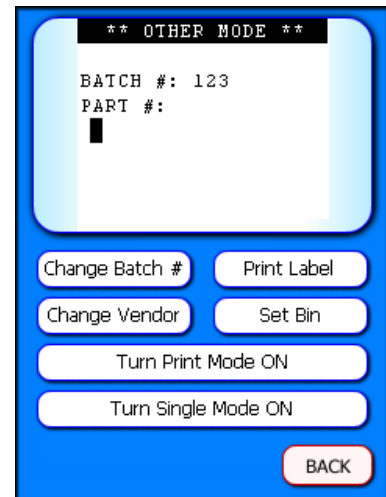 ** OTHER MODE **
BATCH #: 123
PART #:
Change Batch # Print Label
Change Vendor Set Bin
Turn Print Mode ON
Turn Single Mode ON
BACK